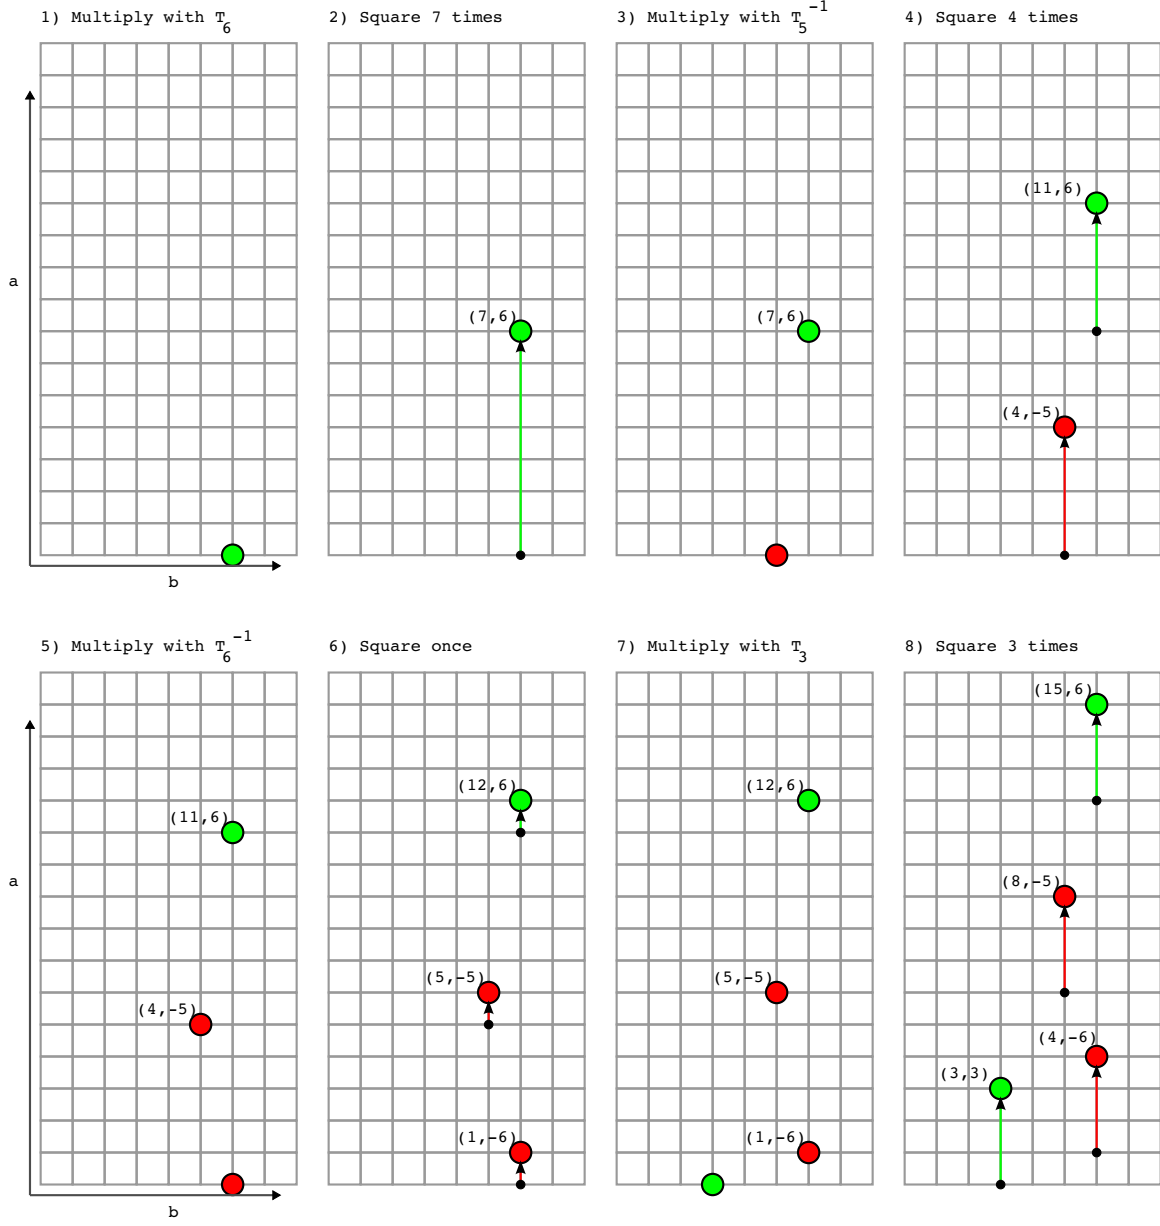 1) Multiply with T₆
2) Square 7 times
3) Multiply with T₅⁻¹
4) Square 4 times
a
(7,6)
(7,6)
(11,6)
(4,-5)
b
5) Multiply with T₆⁻¹
6) Square once
7) Multiply with T₃
8) Square 3 times
a
(11,6)
(4,-5)
(12,6)
(5,-5)
(1,-6)
(12,6)
(5,-5)
(1,-6)
(15,6)
(8,-5)
(4,-6)
(3,3)
b